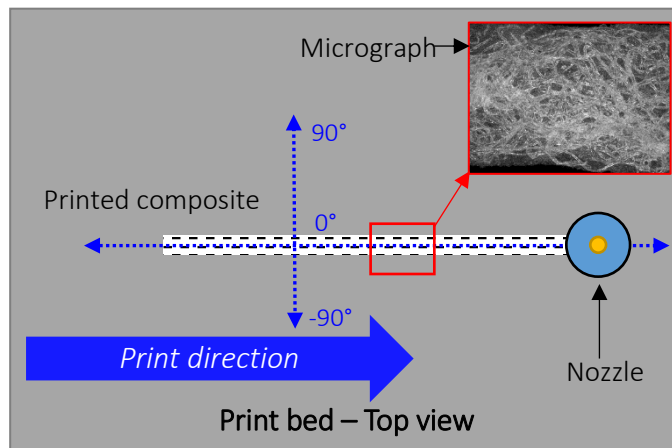 Micrograph
90°
Printed composite
0°
-90°
Print direction
Nozzle
Print bed – Top view